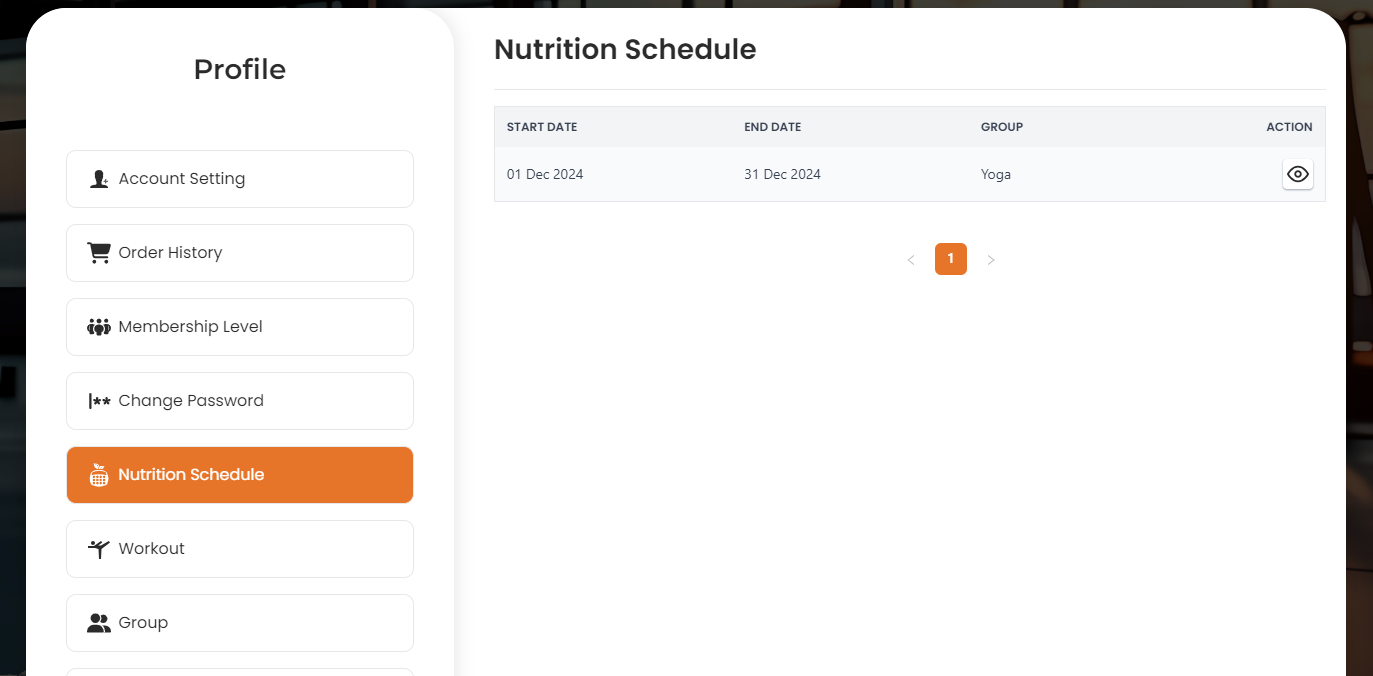 Profile
Account Setting
Order History
Membership Level
Change Password
Nutrition Schedule
Workout
Group
Nutrition Schedule
START DATE END DATE GROUP ACTION
01 Dec 2024 31 Dec 2024 Yoga
< 1 >